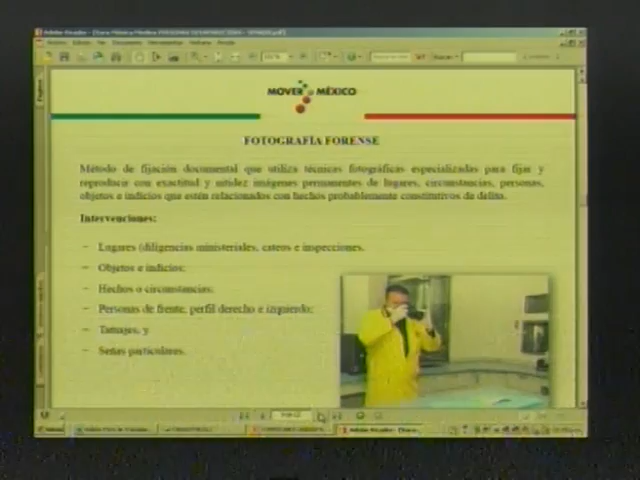 MOVER MÉXICO
FOTOGRAFÍA FORENSE
Método de fijación documental que utiliza técnicas fotográficas especializadas para fijar y
reproducir con exactitud y nitidez imágenes permanentes de lugares, circunstancias, personas,
objetos e indicios que estén relacionados con hechos probablemente constitutivos de delito.
Intervenciones:
– Lugares (diligencias ministeriales, cateos e inspecciones.
– Objetos e indicios;
– Hechos o circunstancias;
– Personas de frente, perfil derecho e izquierdo;
– Tatuajes, y
– Señas particulares.